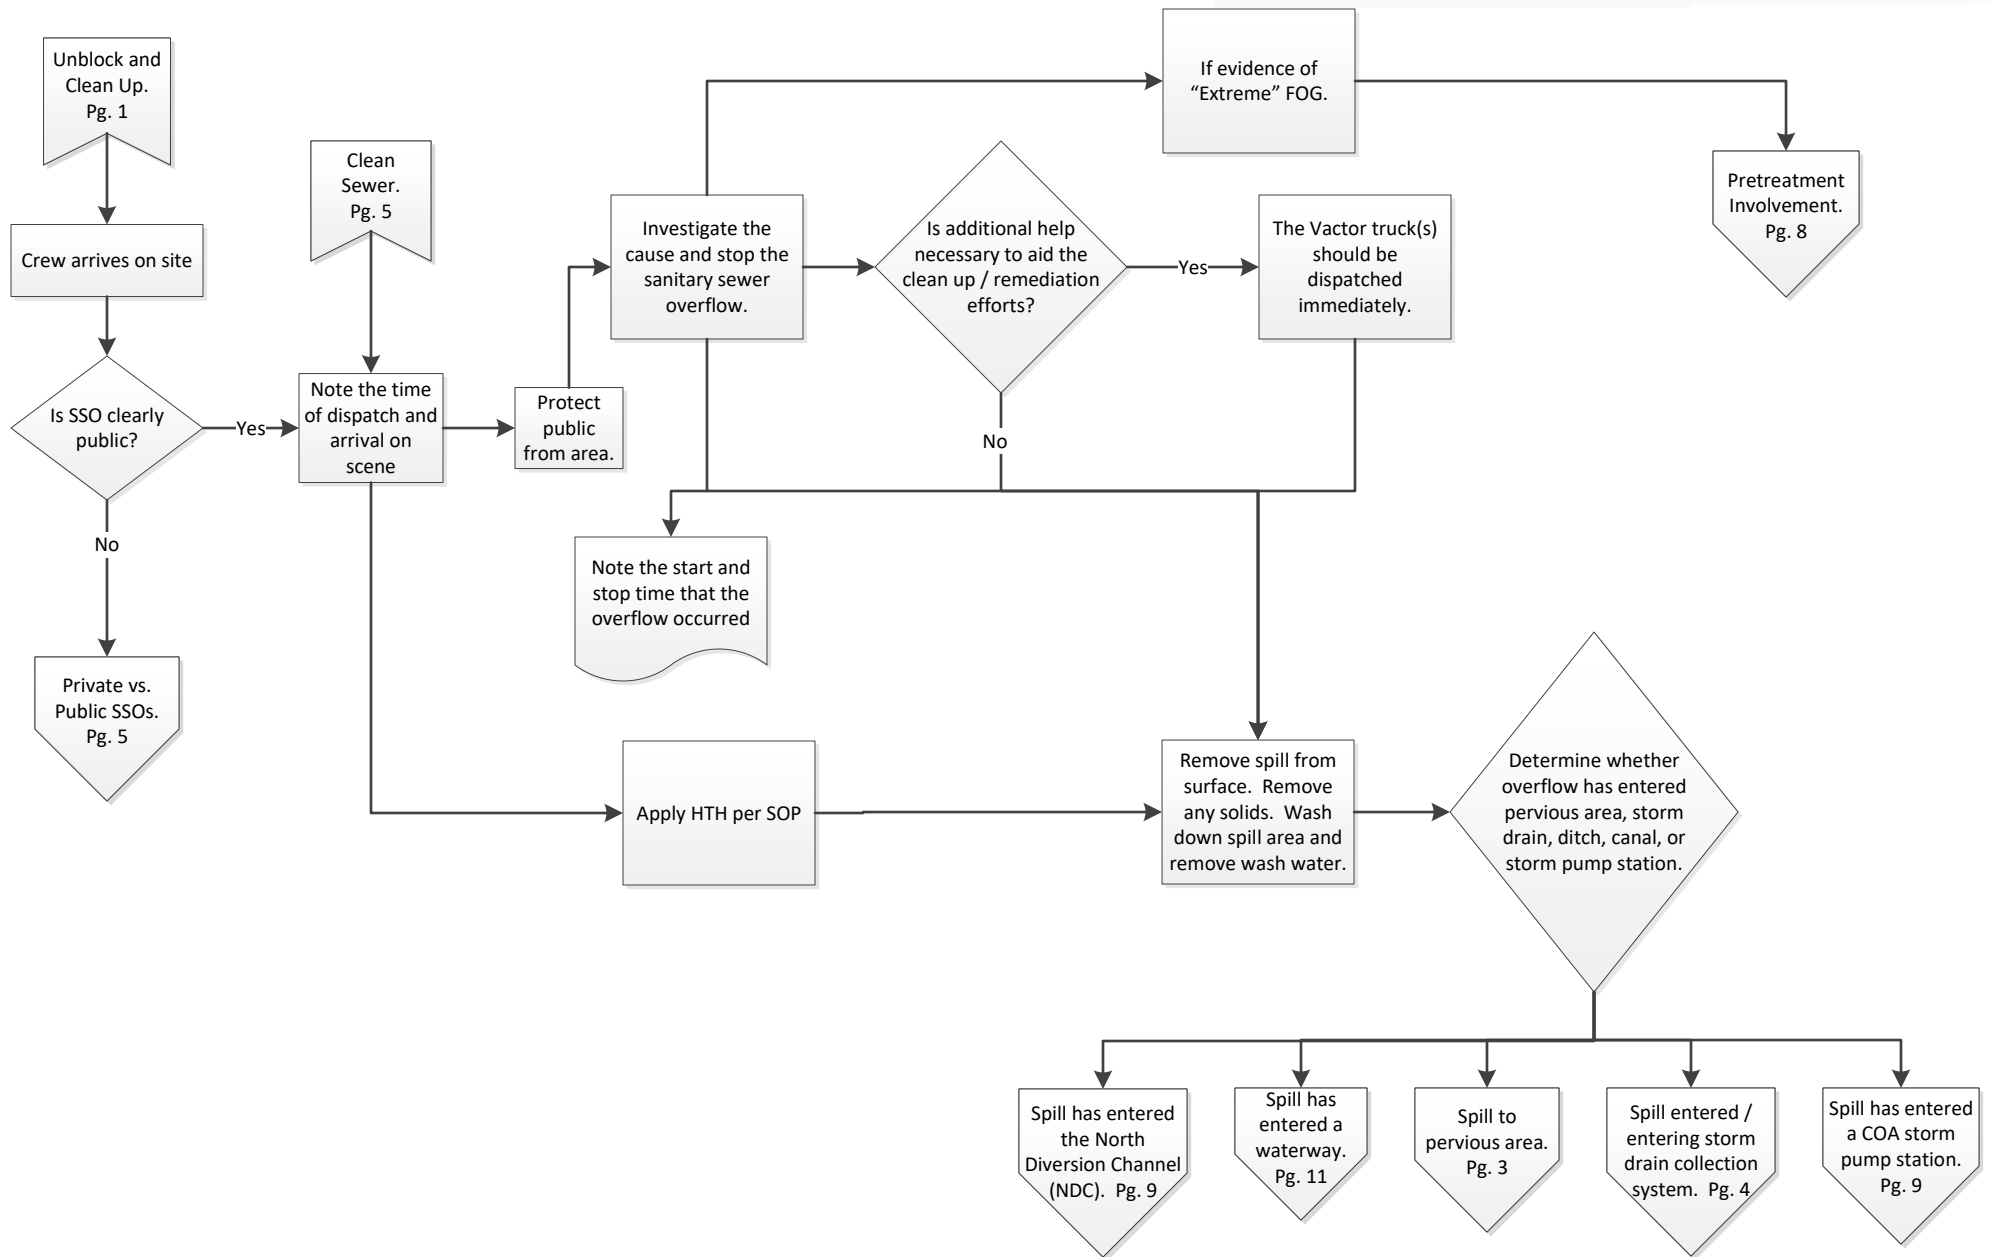 Unblock and
Clean Up.
Pg. 1
Crew arrives on site
Is SSO clearly
public?
Yes
No
Private vs.
Public SSOs.
Pg. 5
Clean
Sewer.
Pg. 5
Note the time
of dispatch and
arrival on
scene
Protect
public
from area.
Investigate the
cause and stop the
sanitary sewer
overflow.
If evidence of
“Extreme” FOG.
Pretreatment
Involvement.
Pg. 8
Is additional help
necessary to aid the
clean up / remediation
efforts?
Yes
No
The Vactor truck(s)
should be
dispatched
immediately.
Note the start and
stop time that the
overflow occurred
Apply HTH per SOP
Remove spill from
surface.  Remove
any solids.  Wash
down spill area and
remove wash water.
Determine whether
overflow has entered
pervious area, storm
drain, ditch, canal, or
storm pump station.
Spill has entered
the North
Diversion Channel
(NDC).  Pg. 9
Spill has
entered a
waterway.
Pg. 11
Spill to
pervious area.
Pg. 3
Spill entered /
entering storm
drain collection
system.  Pg. 4
Spill has entered
a COA storm
pump station.
Pg. 9